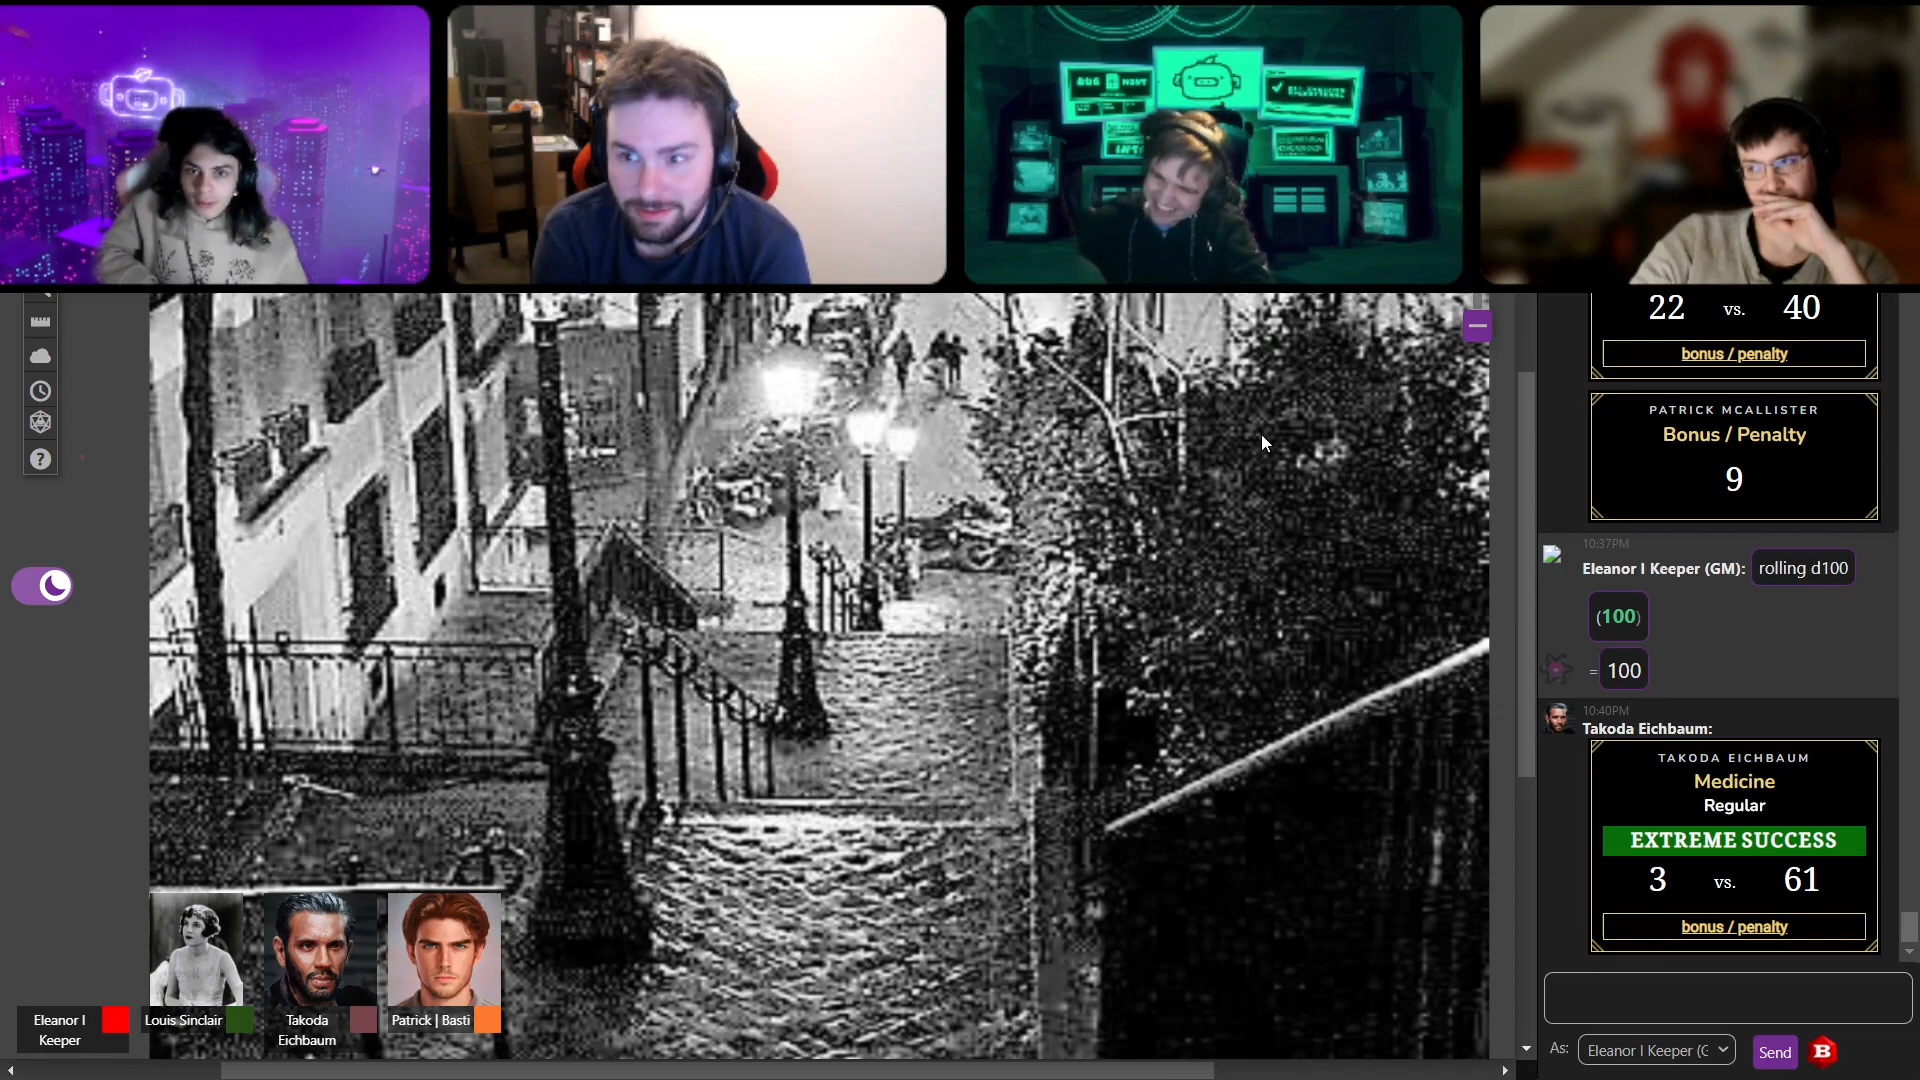 22 vs. 40
bonus / penalty
PATRICK MCALLISTER
Bonus / Penalty
9
10:37PM
Eleanor I Keeper (GM): rolling d100
(100)
=100
10:40PM
Takoda Eichbaum:
TAKODA EICHBAUM
Medicine
Regular
EXTREME SUCCESS
3 vs. 61
bonus / penalty
As: Eleanor I Keeper (G
Send
B
Eleanor I
Keeper
Louis Sinclair
Takoda
Eichbaum
Patrick | Basti
?